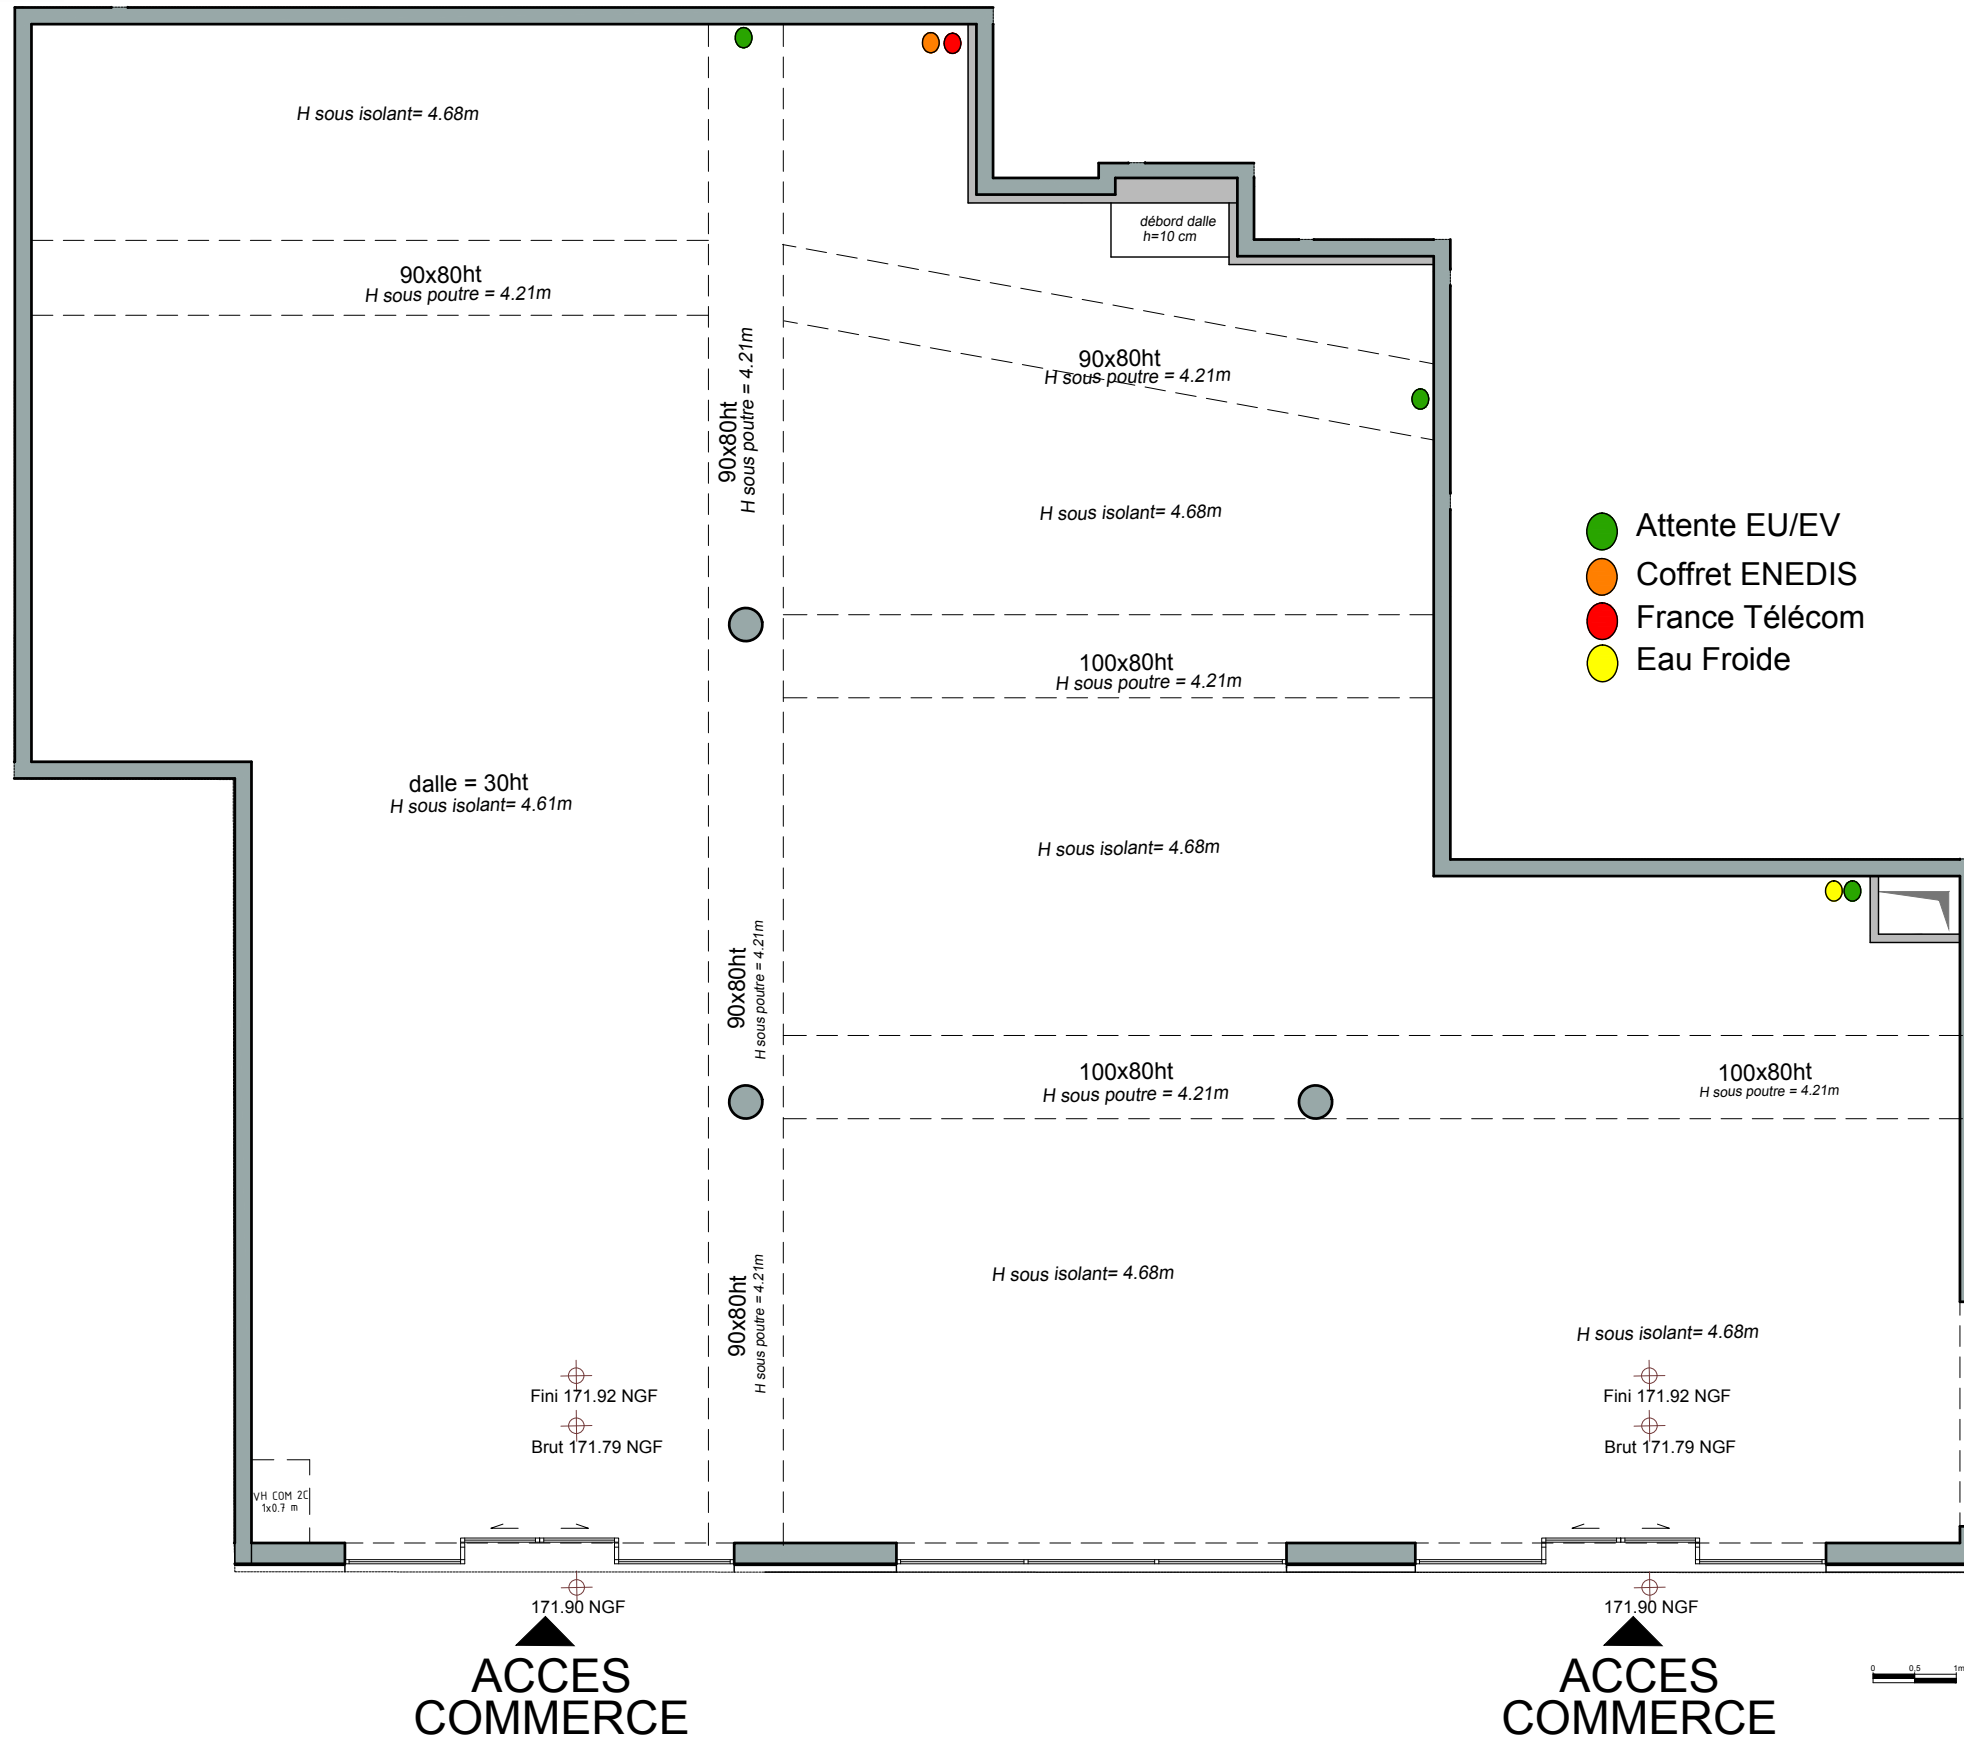 H sous isolant= 4.68m
débord dalle
h=10 cm
90x80ht
H sous poutre = 4.21m
90x80ht
H sous poutre = 4.21m
90x80ht
H sous poutre = 4.21m
H sous isolant= 4.68m
Attente EU/EV
Coffret ENEDIS
France Télécom
Eau Froide
100x80ht
H sous poutre = 4.21m
dalle = 30ht
H sous isolant= 4.61m
H sous isolant= 4.68m
90x80ht
H sous poutre = 4.21m
100x80ht
H sous poutre = 4.21m
100x80ht
H sous poutre = 4.21m
90x80ht
H sous poutre = 4.21m
H sous isolant= 4.68m
H sous isolant= 4.68m
Fini 171.92 NGF
Brut 171.79 NGF
Fini 171.92 NGF
Brut 171.79 NGF
VH COM 2C
1x0.7 m
171.90 NGF
ACCES
COMMERCE
171.90 NGF
ACCES
COMMERCE
0 0,5 1m